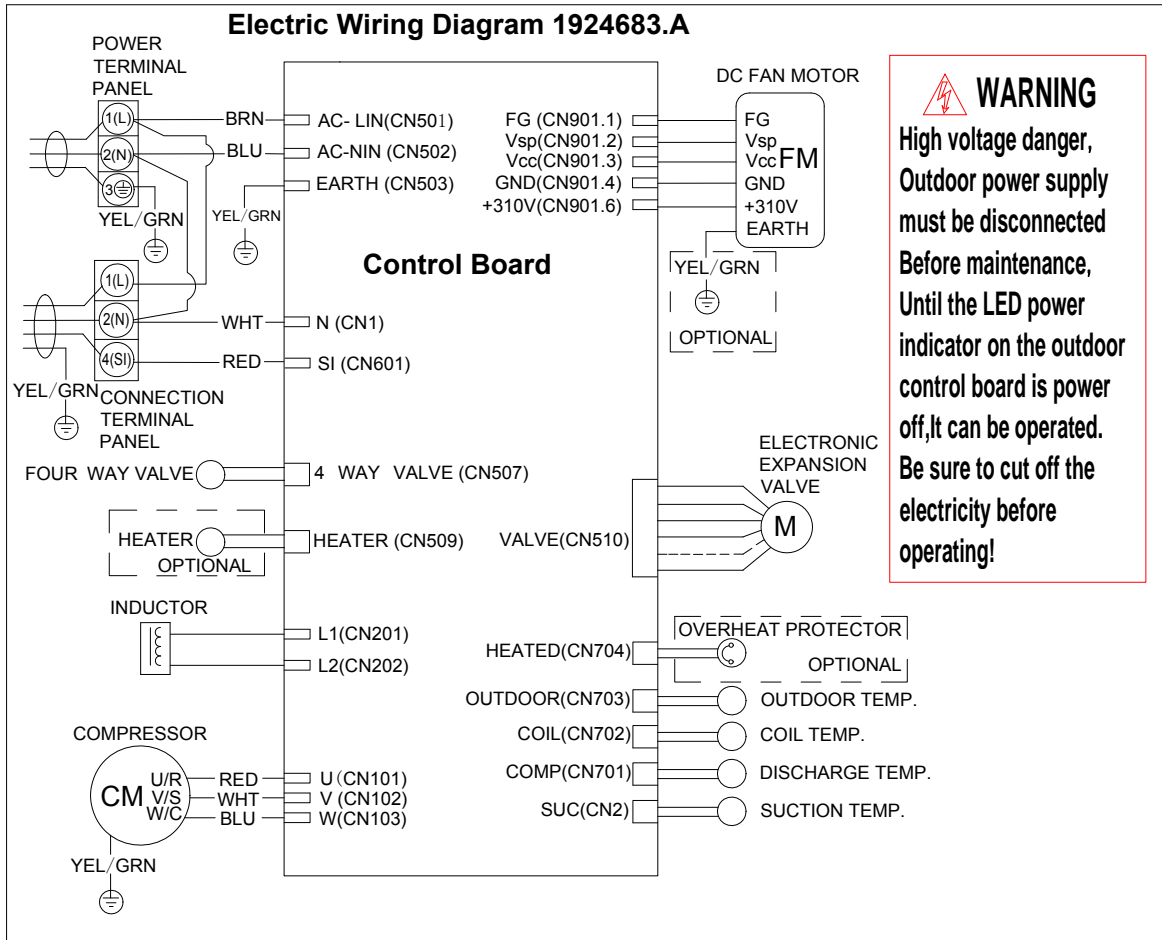 Electric Wiring Diagram 1924683.A
POWER
TERMINAL
PANEL
1(L)
2(N)
3
YEL/GRN
BRN
BLU
YEL/GRN
AC- LIN(CN501)
AC-NIN (CN502)
EARTH (CN503)
1(L)
2(N)
4(SI)
YEL/GRN
CONNECTION
TERMINAL
PANEL
WHT
RED
N (CN1)
SI (CN601)
Control Board
FOUR WAY VALVE
4 WAY VALVE (CN507)
HEATER
OPTIONAL
HEATER (CN509)
INDUCTOR
L1(CN201)
L2(CN202)
COMPRESSOR
CM
U/R
V/S
W/C
RED
WHT
BLU
U(CN101)
V (CN102)
W(CN103)
YEL/GRN
DC FAN MOTOR
FG (CN901.1)
Vsp(CN901.2)
Vcc(CN901.3)
GND(CN901.4)
+310V(CN901.6)
FG
Vsp
Vcc FM
GND
+310V
EARTH
YEL/GRN
OPTIONAL
ELECTRONIC
EXPANSION
VALVE
VALVE(CN510)
M
HEATED(CN704)
OVERHEAT PROTECTOR
OPTIONAL
OUTDOOR(CN703)
OUTDOOR TEMP.
COIL(CN702)
COIL TEMP.
COMP(CN701)
DISCHARGE TEMP.
SUC(CN2)
SUCTION TEMP.
WARNING
High voltage danger,
Outdoor power supply
must be disconnected
Before maintenance,
Until the LED power
indicator on the outdoor
control board is power
off,It can be operated.
Be sure to cut off the
electricity before
operating!